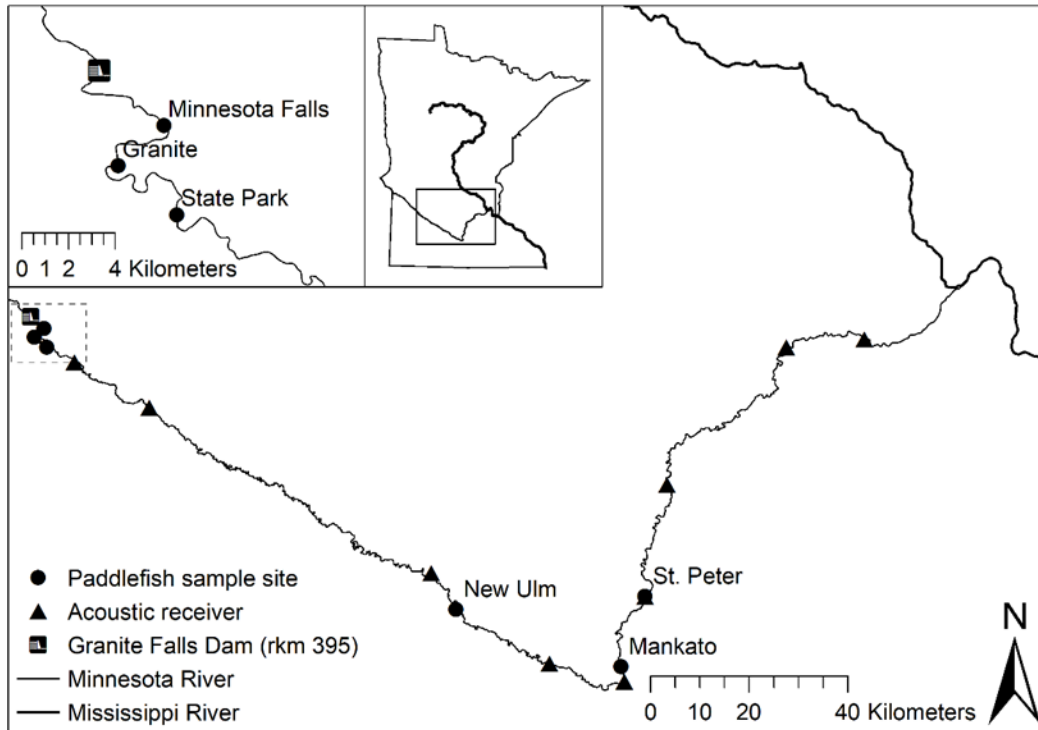 Minnesota Falls
Granite
State Park
0 1 2 4 Kilometers
New Ulm
St. Peter
Mankato
0 10 20 40 Kilometers
N
Paddlefish sample site
Acoustic receiver
Granite Falls Dam (rkm 395)
Minnesota River
Mississippi River